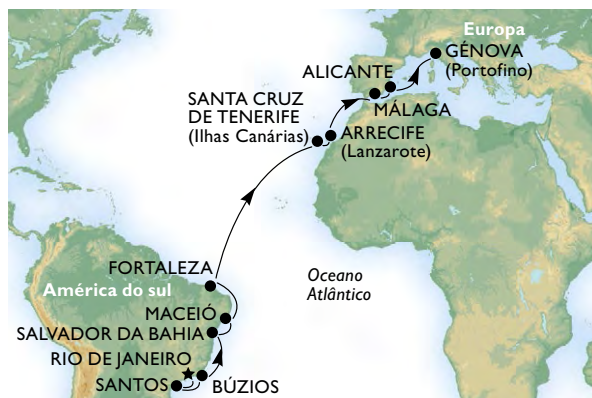 Europa
GÉNOVA
(Portofino)
ALICANTE
MÁLAGA
SANTA CRUZ
DE TENERIFE
(Ilhas Canárias)
ARRECIFE
(Lanzarote)
FORTALEZA
Oceano
Atlântico
América do sul
MACEIÓ
SALVADOR DA BAHIA
RIO DE JANEIRO
SANTOS
BÚZIOS